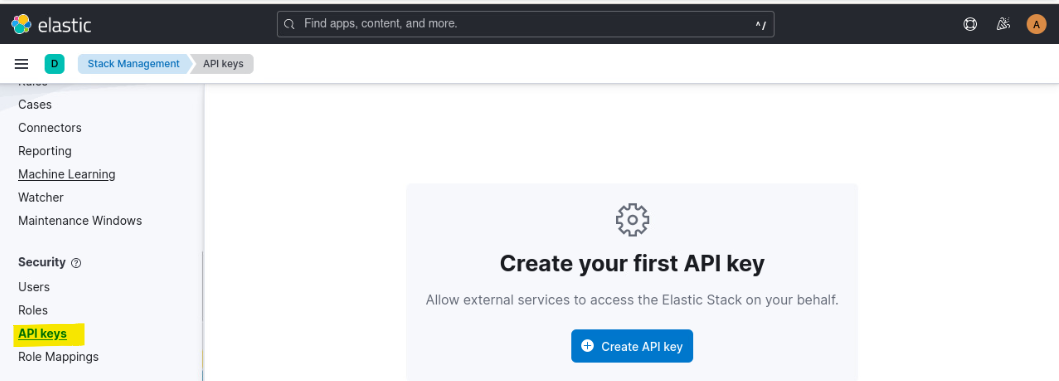 elastic
Find apps, content, and more.
^/
A
D
Stack Management
API keys
Rules
Cases
Connectors
Reporting
Machine Learning
Watcher
Maintenance Windows
Security
Users
Roles
API keys
Role Mappings
Create your first API key
Allow external services to access the Elastic Stack on your behalf.
Create API key